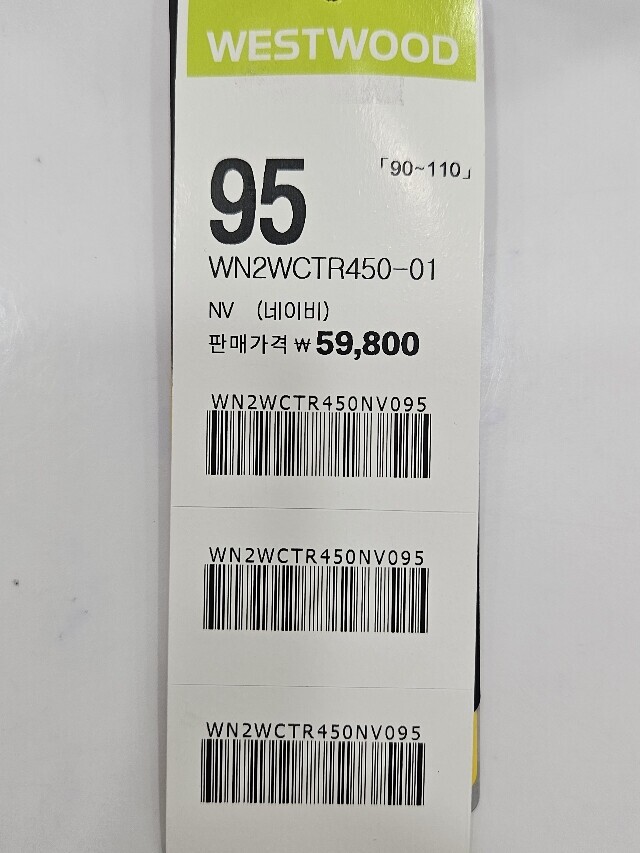 WESTWOOD
「90~110」
95
WN2WCTR450-01
NV (네이비)
판매가격 ₩59,800
WN2WCTR450NV095
WN2WCTR450NV095
WN2WCTR450NV095